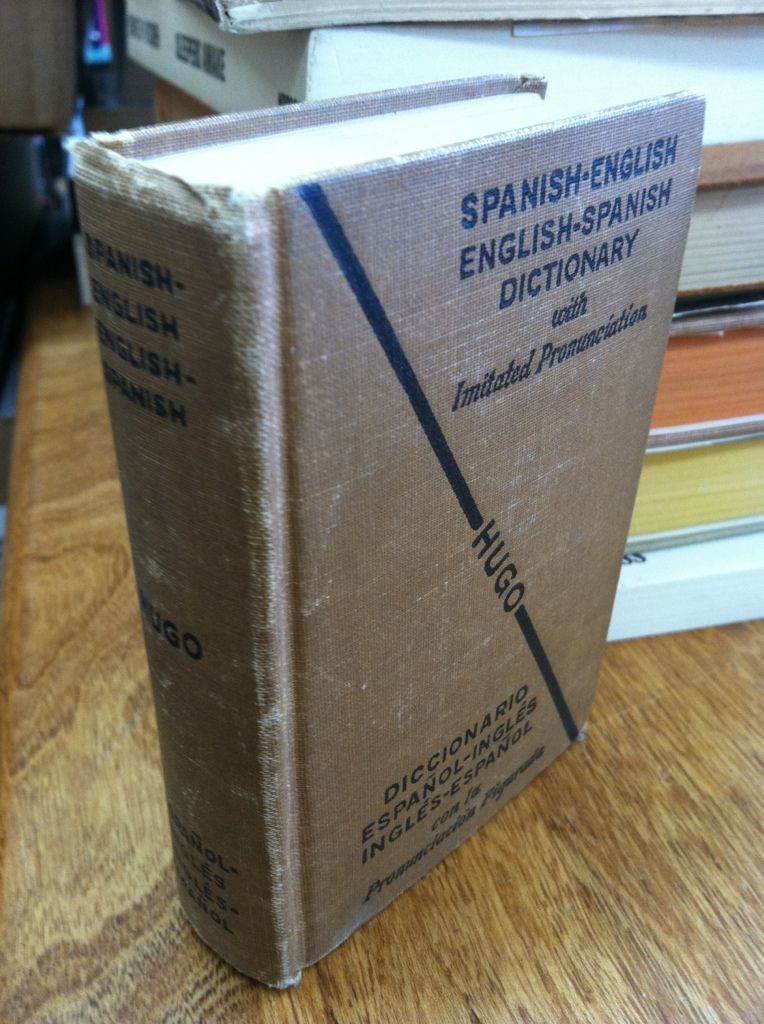 SPANISH-ENGLISH
ENGLISH-SPANISH
DICTIONARY
with
Imitated Pronunciation
HUGO
DICCIONARIO
ESPAÑOL-INGLÉS
INGLÉS-ESPAÑOL
con la
Pronunciación Figurada
SPANISH-
ENGLISH
ENGLISH-
SPANISH
HUGO
ESPAÑOL-
INGLÉS
INGLÉS-
ESPAÑOL